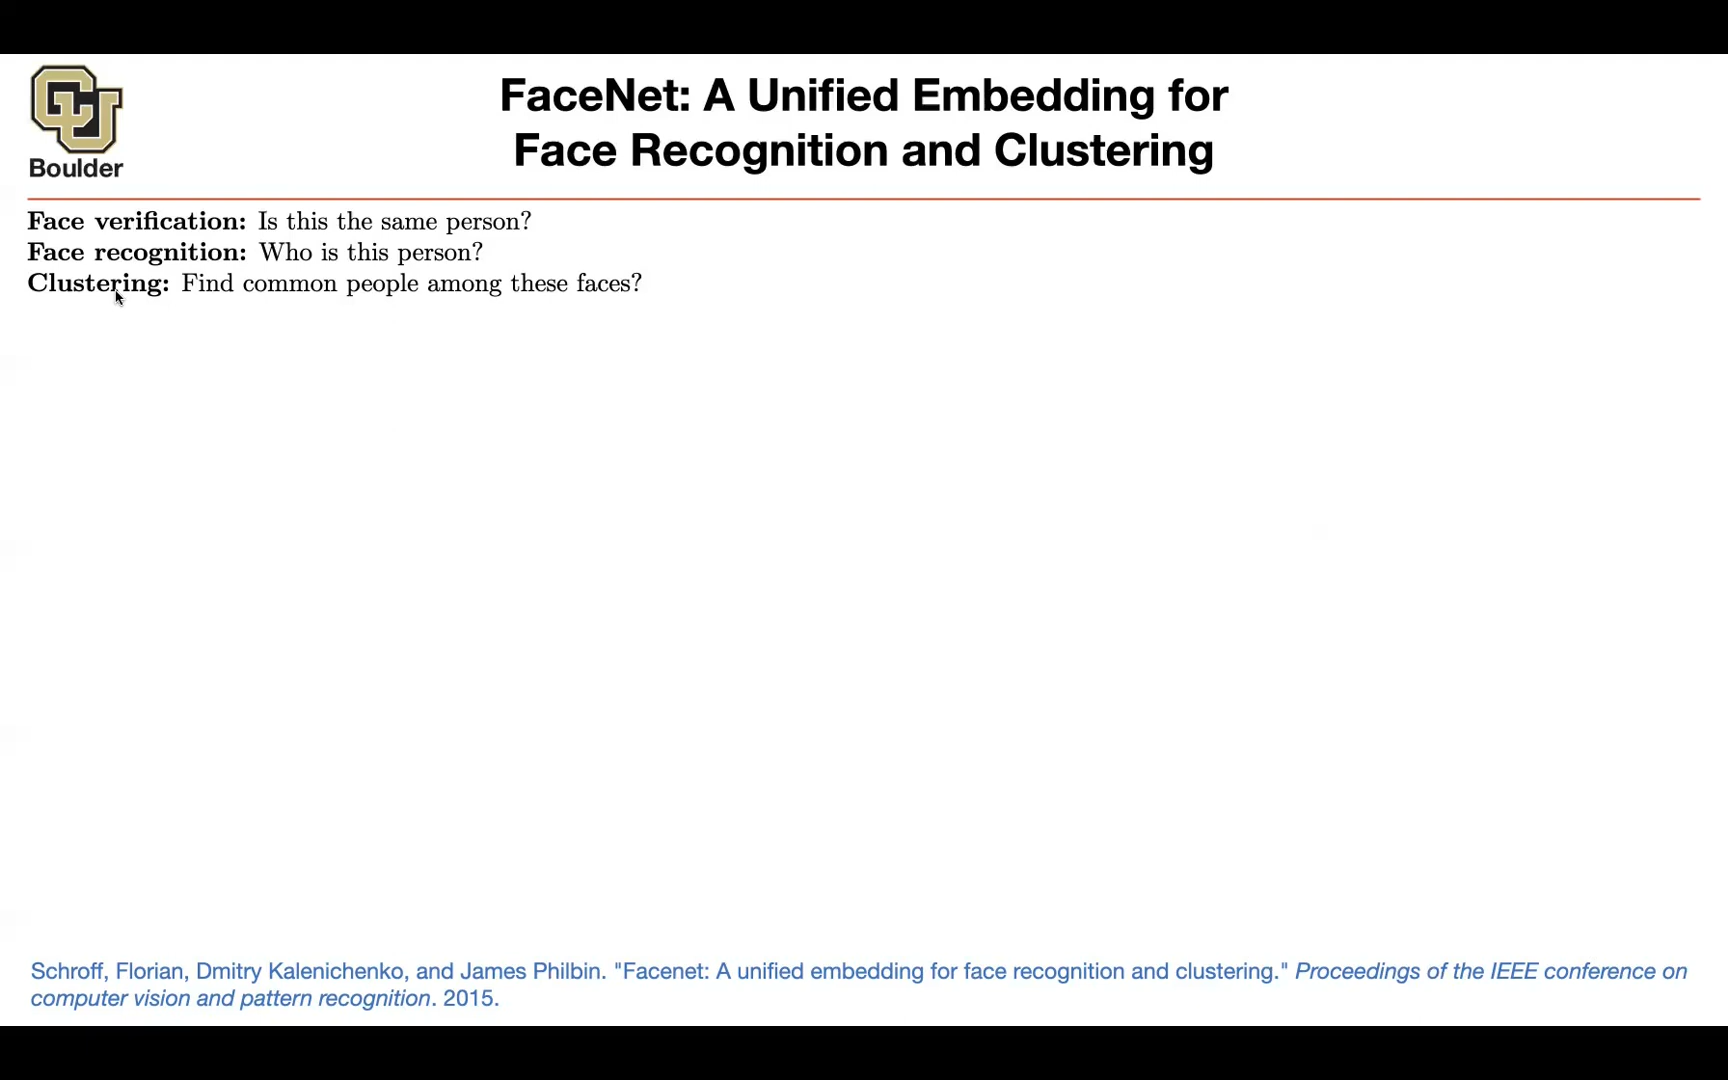 CU
Boulder
FaceNet: A Unified Embedding for
Face Recognition and Clustering
Face verification: Is this the same person?
Face recognition: Who is this person?
Clustering: Find common people among these faces?
Schroff, Florian, Dmitry Kalenichenko, and James Philbin. "Facenet: A unified embedding for face recognition and clustering." Proceedings of the IEEE conference on
computer vision and pattern recognition. 2015.